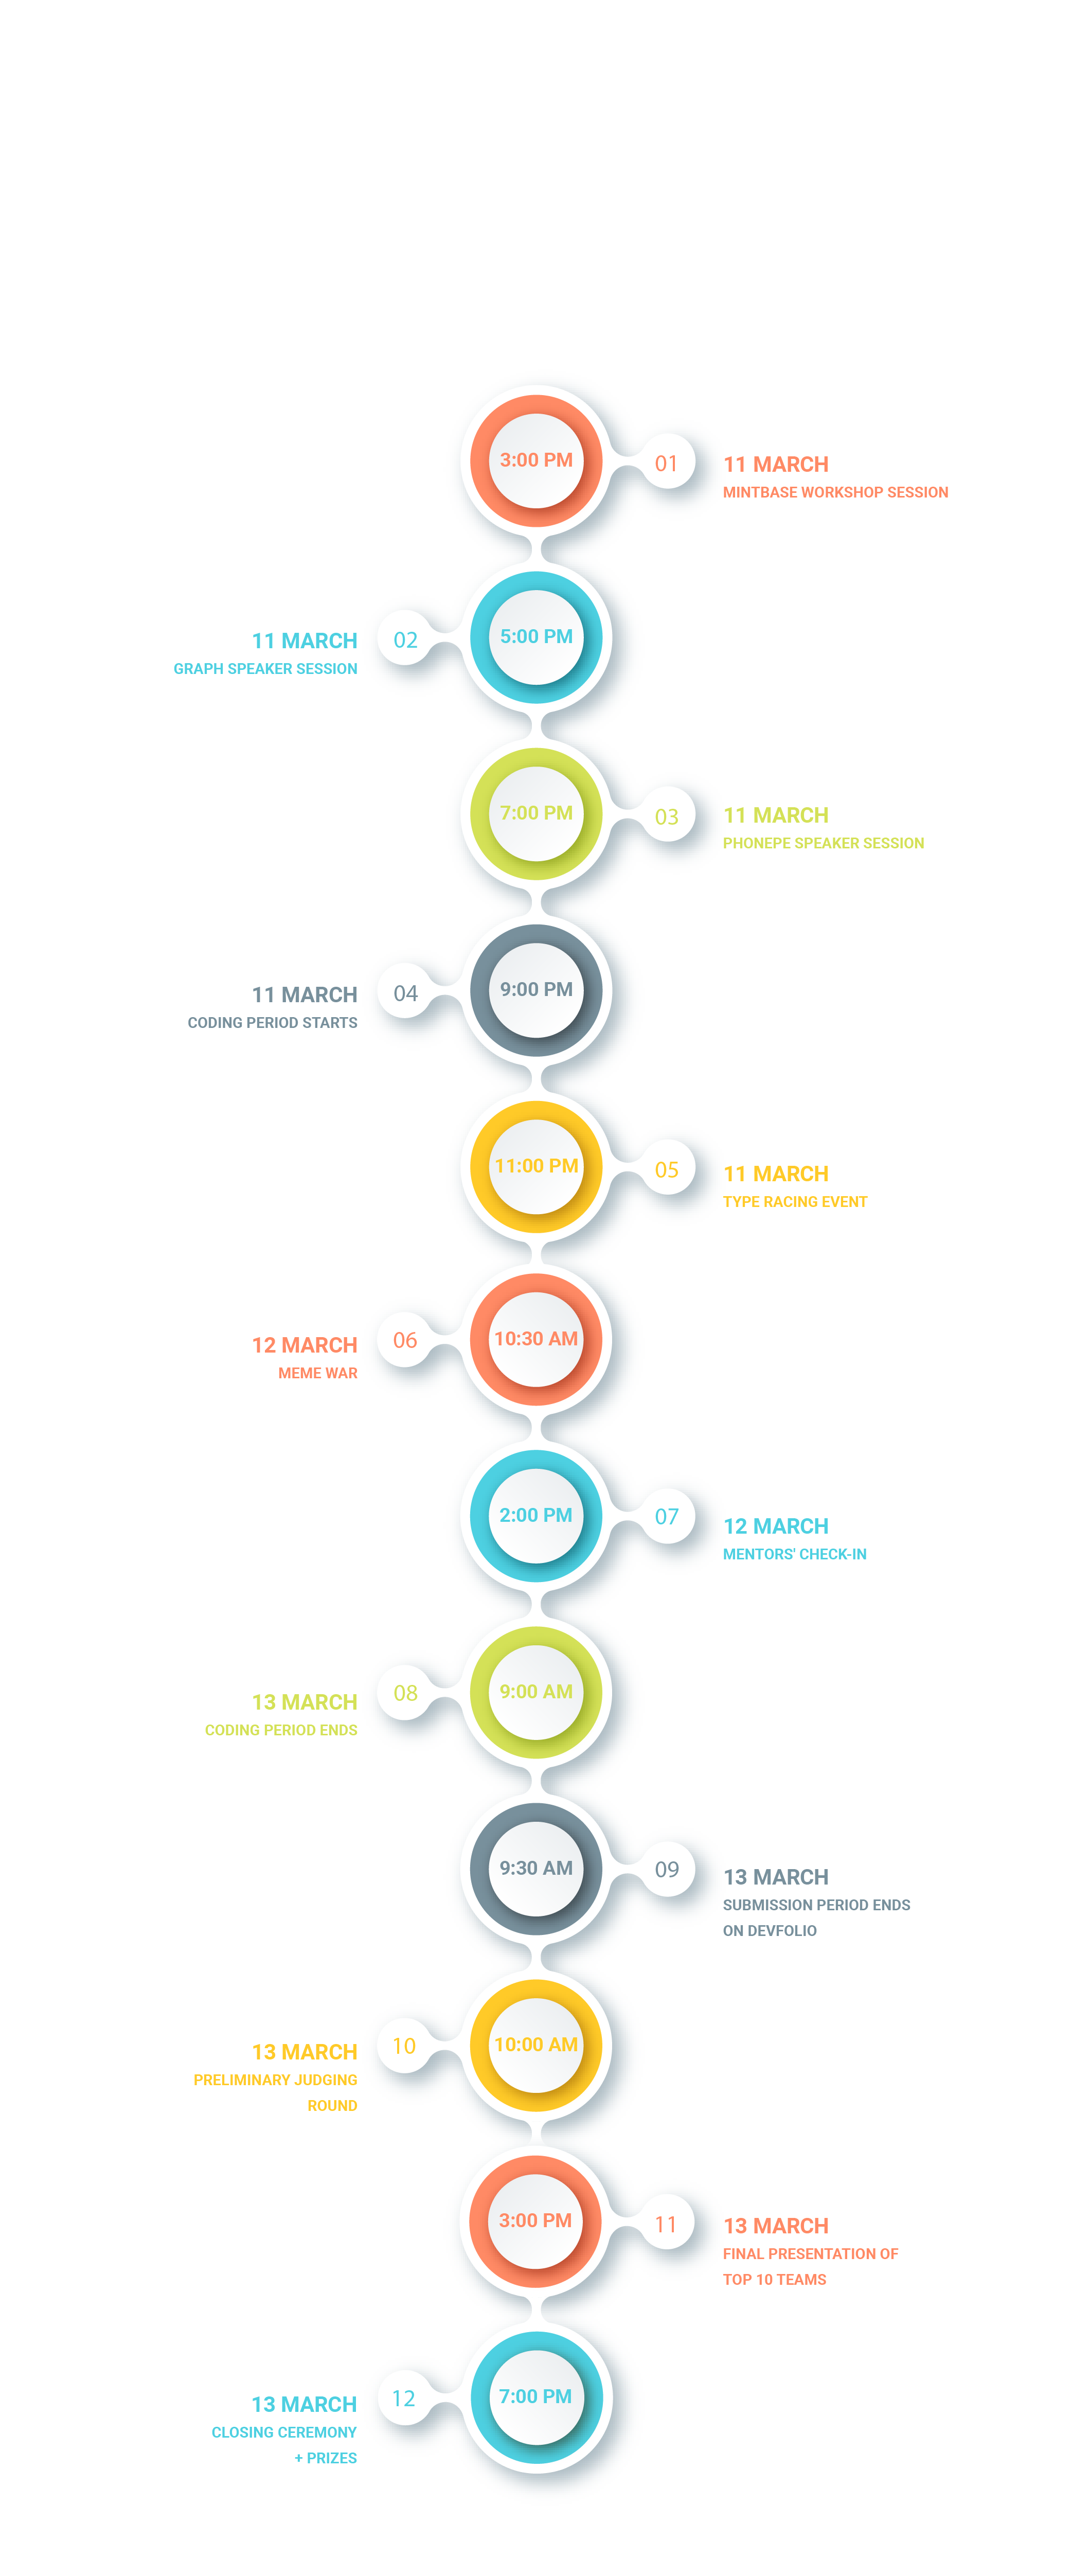 3:00 PM
01
11 MARCH
MINTBASE WORKSHOP SESSION
5:00 PM
02
11 MARCH
GRAPH SPEAKER SESSION
7:00 PM
03
11 MARCH
PHONEPE SPEAKER SESSION
9:00 PM
04
11 MARCH
CODING PERIOD STARTS
11:00 PM
05
11 MARCH
TYPE RACING EVENT
10:30 AM
06
12 MARCH
MEME WAR
2:00 PM
07
12 MARCH
MENTORS' CHECK-IN
9:00 AM
08
13 MARCH
CODING PERIOD ENDS
9:30 AM
09
13 MARCH
SUBMISSION PERIOD ENDS
ON DEVFOLIO
10:00 AM
10
13 MARCH
PRELIMINARY JUDGING
ROUND
3:00 PM
11
13 MARCH
FINAL PRESENTATION OF
TOP 10 TEAMS
7:00 PM
12
13 MARCH
CLOSING CEREMONY
+ PRIZES